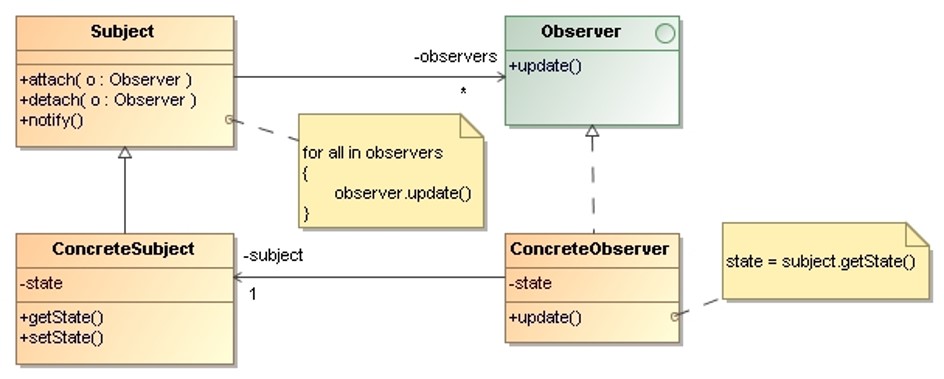 Subject
+attach( o : Observer )
+detach( o : Observer )
+notify()
-observers
*
Observer
+update()
for all in observers
{
observer.update()
}
ConcreteSubject
-state
+getState()
+setState()
-subject
1
ConcreteObserver
-state
+update()
state = subject.getState()